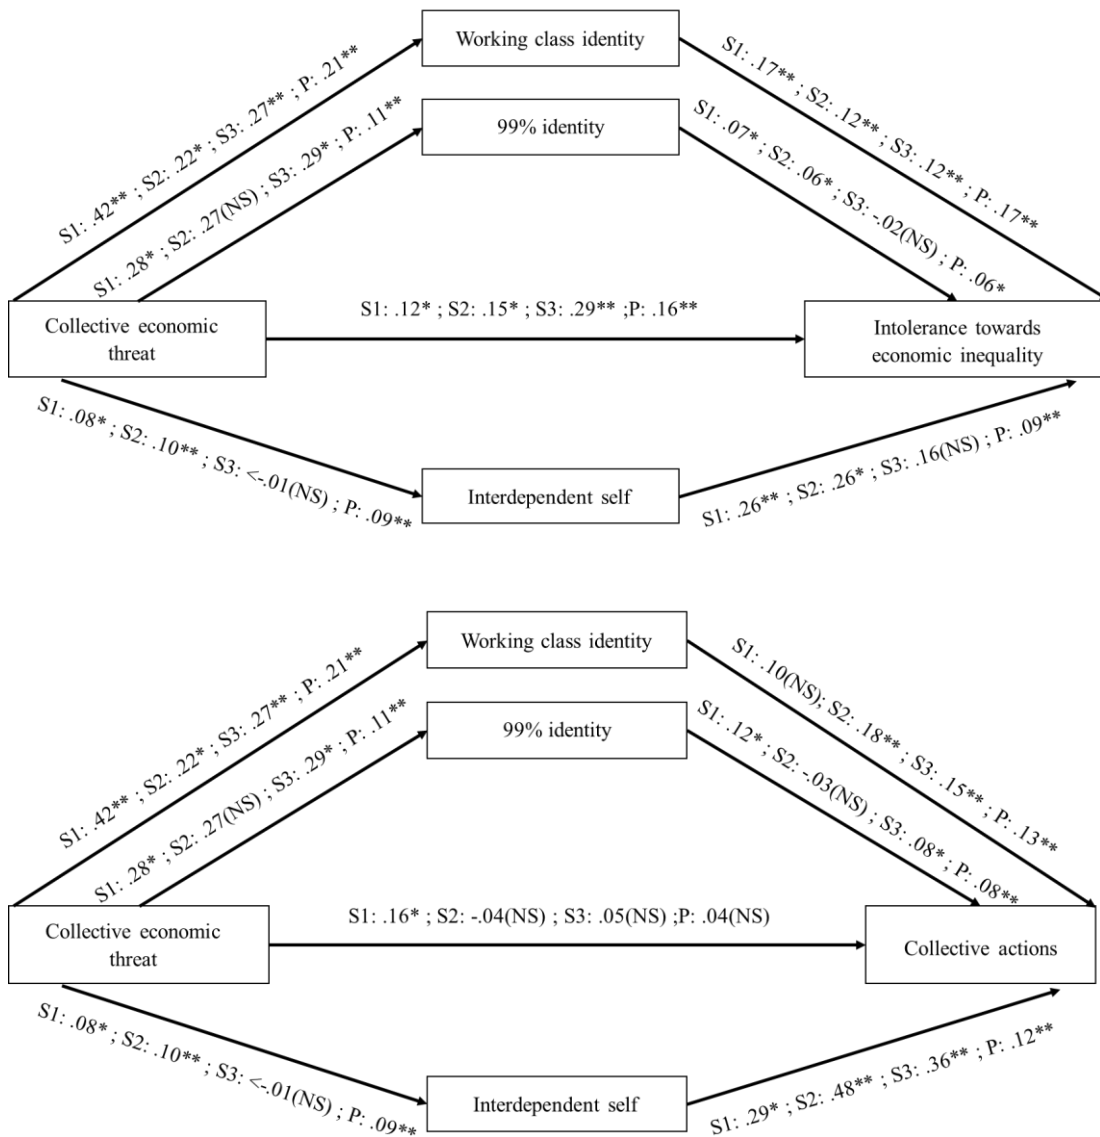 Working class identity
S1: .42** ; S2: .22* ; S3: .27** ; P: .21**
S1: .17** ; S2: .12** ; S3: .12** ; P: .17**
99% identity
S1: .28* ; S2: .27(NS) ; S3: .29* ; P: .11**
S1: .07* ; S2: .06* ; S3: -.02(NS) ; P: .06*
Collective economic
threat
S1: .12* ; S2: .15* ; S3: .29** ;P: .16**
Intolerance towards
economic inequality
S1: .08* ; S2: .10** ; S3: <-.01(NS) ; P: .09**
Interdependent self
S1: .26** ; S2: .26* ; S3: .16(NS) ; P: .09**
Working class identity
S1: .42** ; S2: .22* ; S3: .27** ; P: .21**
S1: .10(NS); S2: .18** ; S3: .15** ; P: .13**
99% identity
S1: .28* ; S2: .27(NS) ; S3: .29* ; P: .11**
S1: .12* ; S2: -.03(NS) ; S3: .08* ; P: .08**
Collective economic
threat
S1: .16* ; S2: -.04(NS) ; S3: .05(NS) ;P: .04(NS)
Collective actions
S1: .08* ; S2: .10** ; S3: <-.01(NS) ; P: .09**
Interdependent self
S1: .29* ; S2: .48** ; S3: .36** ; P: .12**